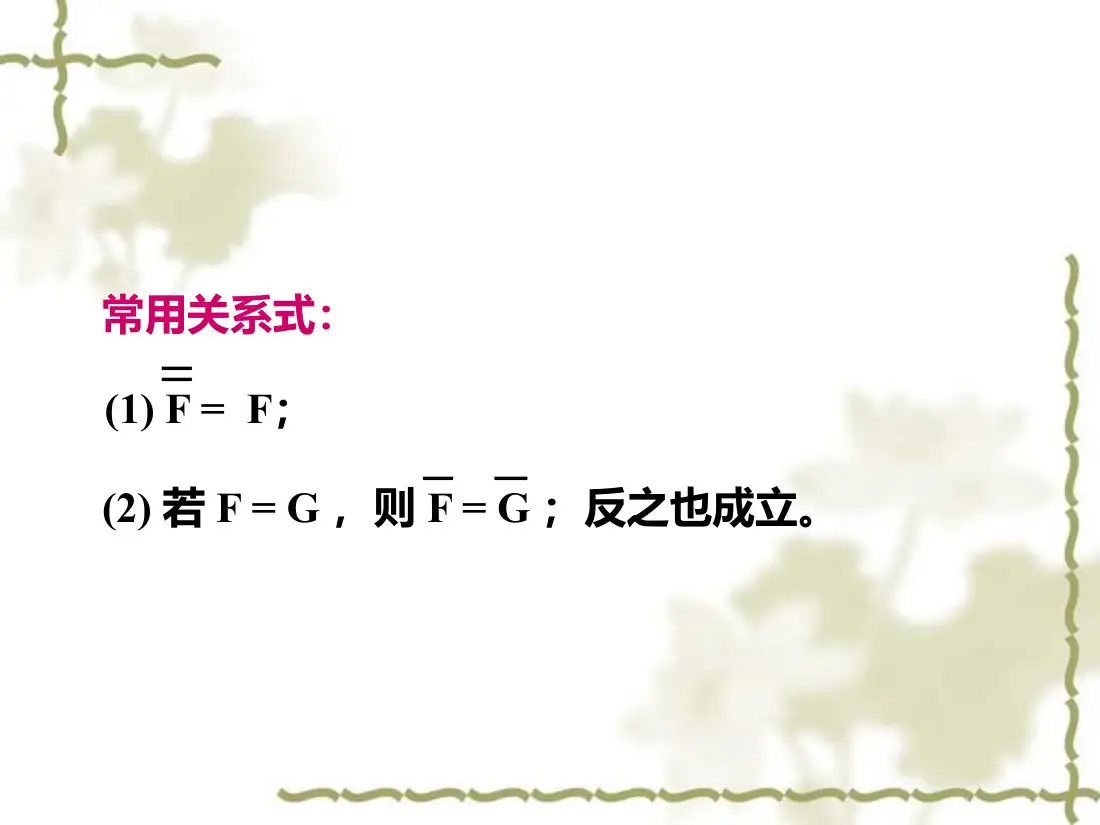 常用关系式：
(1) F̿ = F；
(2) 若 F = G ，则 F̅ = G̅ ；反之也成立。